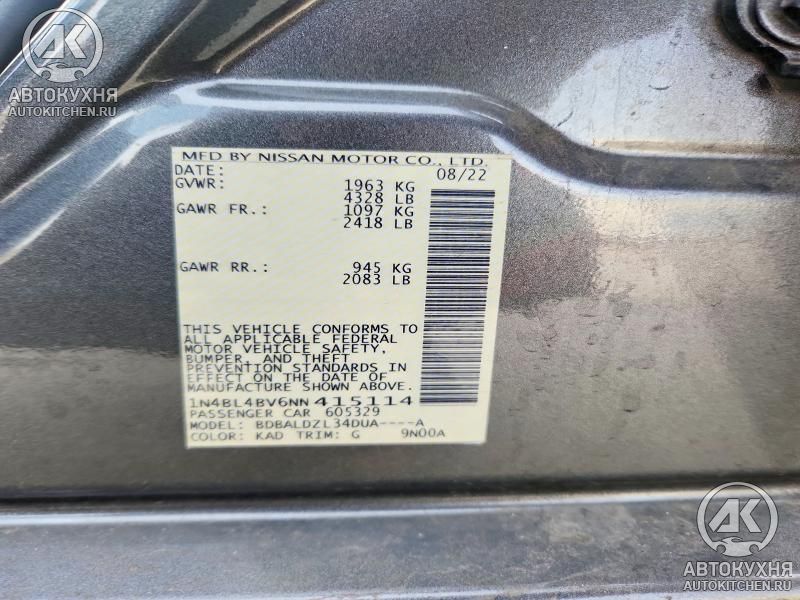 AK
АВТОКУХНЯ
AUTOKITCHEN.RU
MFD BY NISSAN MOTOR CO., LTD.
DATE: 08/22
GVWR: 1963 KG
4328 LB
GAWR FR.: 1097 KG
2418 LB
GAWR RR.: 945 KG
2083 LB
THIS VEHICLE CONFORMS TO
ALL APPLICABLE FEDERAL
MOTOR VEHICLE SAFETY,
BUMPER, AND THEFT
PREVENTION STANDARDS IN
EFFECT ON THE DATE OF
MANUFACTURE SHOWN ABOVE.
1N4BL4BV6NN415114
PASSENGER CAR 605329
MODEL: BDBALDZL34DUA----A
COLOR: KAD TRIM: G 9N00A
AK
АВТОКУХНЯ
AUTOKITCHEN.RU